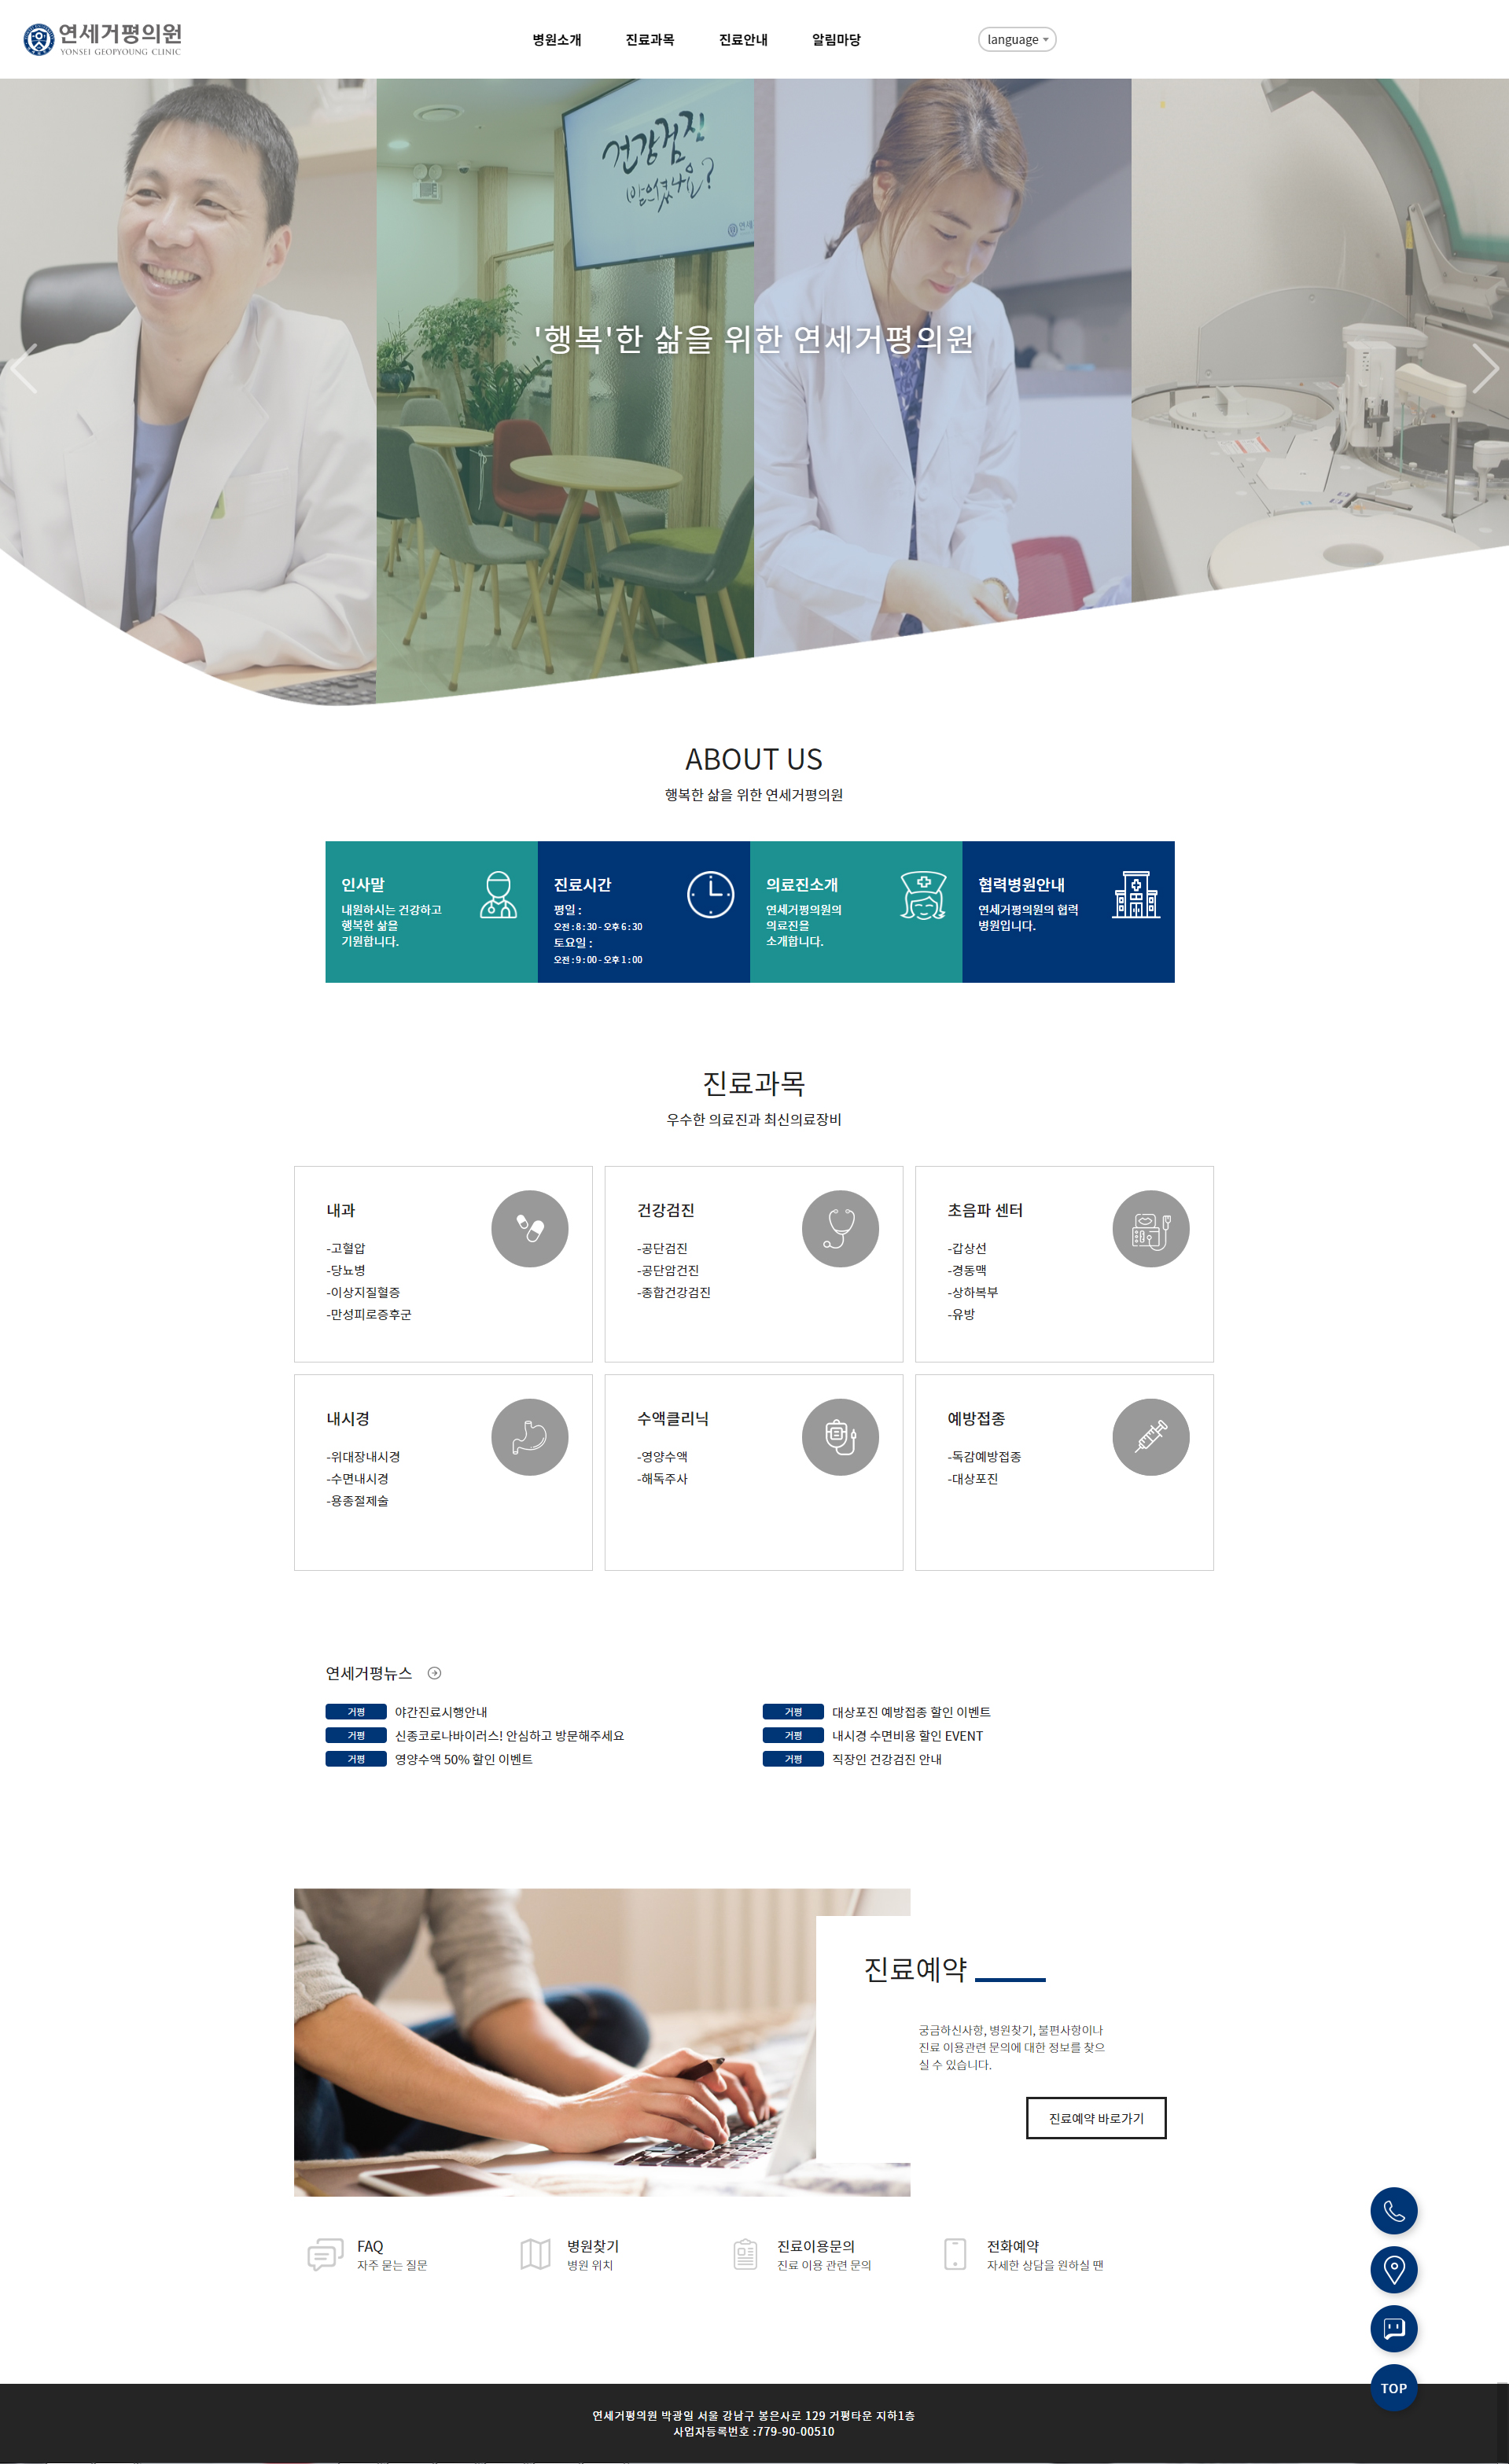 연세거평의원
YONSEI GEOPYOUNG CLINIC
병원소개
진료과목
진료안내
알림마당
language
건강검진
받으셨나요?
'행복'한 삶을 위한 연세거평의원
ABOUT US
행복한 삶을 위한 연세거평의원
인사말
내원하시는 건강하고
행복한 삶을
기원합니다.
진료시간
평일 :
오전 : 8 : 30 - 오후 6 : 30
토요일 :
오전 : 9 : 00 - 오후 1 : 00
의료진소개
연세거평의원의
의료진을
소개합니다.
협력병원안내
연세거평의원의 협력
병원입니다.
진료과목
우수한 의료진과 최신의료장비
내과
-고혈압
-당뇨병
-이상지질혈증
-만성피로증후군
건강검진
-공단검진
-공단암건진
-종합건강검진
초음파 센터
-갑상선
-경동맥
-상하복부
-유방
내시경
-위대장내시경
-수면내시경
-용종절제술
수액클리닉
-영양수액
-해독주사
예방접종
-독감예방접종
-대상포진
연세거평뉴스
거평 야간진료시행안내
거평 신종코로나바이러스! 안심하고 방문해주세요
거평 영양수액 50% 할인 이벤트
거평 대상포진 예방접종 할인 이벤트
거평 내시경 수면비용 할인 EVENT
거평 직장인 건강검진 안내
진료예약
궁금하신사항, 병원찾기, 불편사항이나
진료 이용관련 문의에 대한 정보를 찾으
실 수 있습니다.
진료예약 바로가기
FAQ
자주 묻는 질문
병원찾기
병원 위치
진료이용문의
진료 이용 관련 문의
전화예약
자세한 상담을 원하실 땐
TOP
연세거평의원 박광일 서울 강남구 봉은사로 129 거평타운 지하1층
사업자등록번호 :779-90-00510